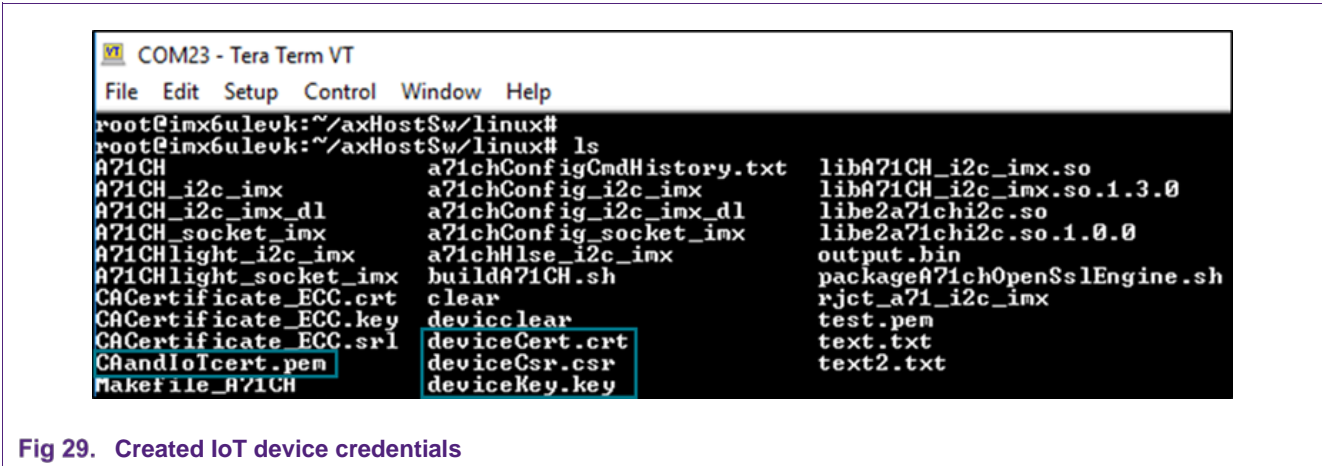 COM23 - Tera Term VT
File Edit Setup Control Window Help
root@imx6ulevk:~/axHostSw/linux#
root@imx6ulevk:~/axHostSw/linux# ls
A71CH a71chConfigCmdHistory.txt libA71CH_i2c_imx.so
A71CH_i2c_imx a71chConfig_i2c_imx libA71CH_i2c_imx.so.1.3.0
A71CH_i2c_imx_dl a71chConfig_i2c_imx_dl libe2a71chi2c.so
A71CH_socket_imx a71chConfig_socket_imx libe2a71chi2c.so.1.0.0
A71CHlight_i2c_imx a71chHlse_i2c_imx output.bin
A71CHlight_socket_imx buildA71CH.sh packageA71chOpenSslEngine.sh
CACertificate_ECC.crt clear rjct_a71_i2c_imx
CACertificate_ECC.key devicclear test.pem
CACertificate_ECC.srl deviceCert.crt text.txt
CAandIoTcert.pem deviceCsr.csr text2.txt
Makefile_A71CH deviceKey.key
Fig 29. Created IoT device credentials